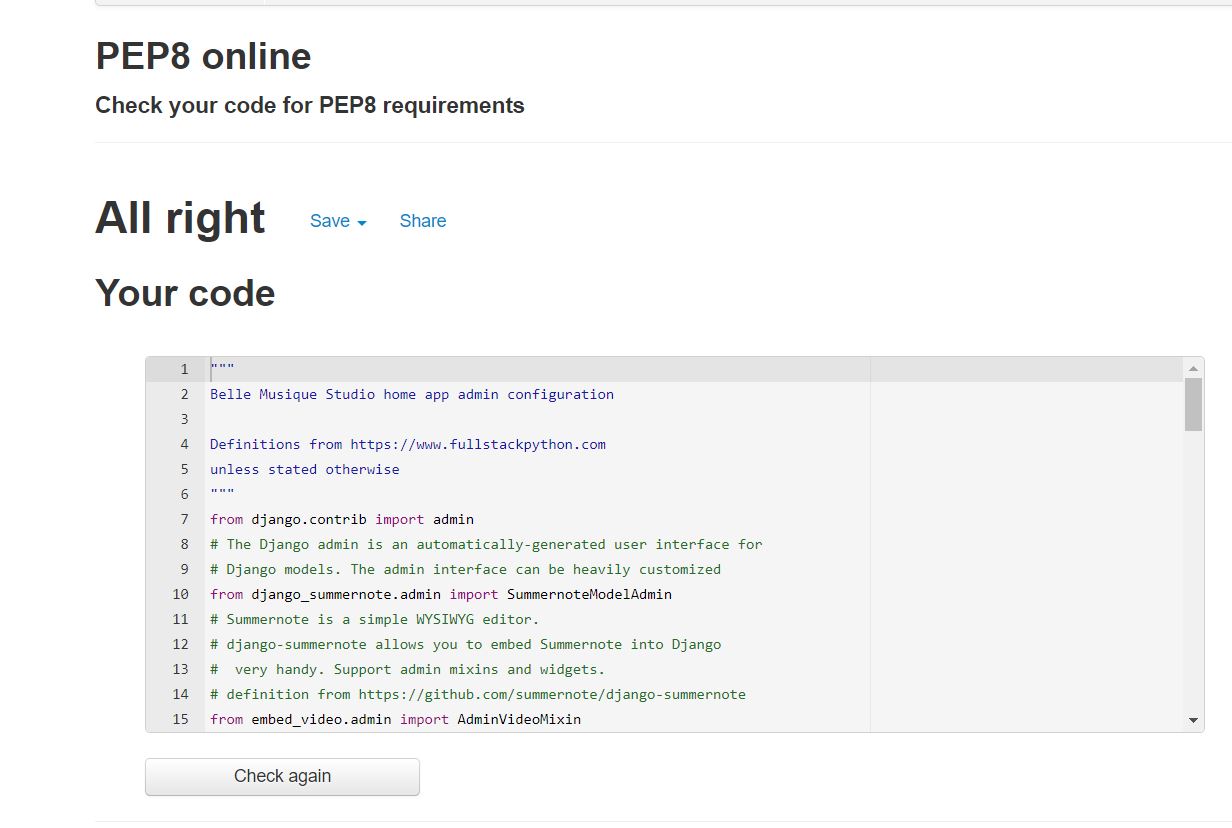 PEP8 online
Check your code for PEP8 requirements
All right Save Share
Your code
1 """
2 Belle Musique Studio home app admin configuration
3
4 Definitions from https://www.fullstackpython.com
5 unless stated otherwise
6 """
7 from django.contrib import admin
8 # The Django admin is an automatically-generated user interface for
9 # Django models. The admin interface can be heavily customized
10 from django_summernote.admin import SummernoteModelAdmin
11 # Summernote is a simple WYSIWYG editor.
12 # django-summernote allows you to embed Summernote into Django
13 #  very handy. Support admin mixins and widgets.
14 # definition from https://github.com/summernote/django-summernote
15 from embed_video.admin import AdminVideoMixin
Check again